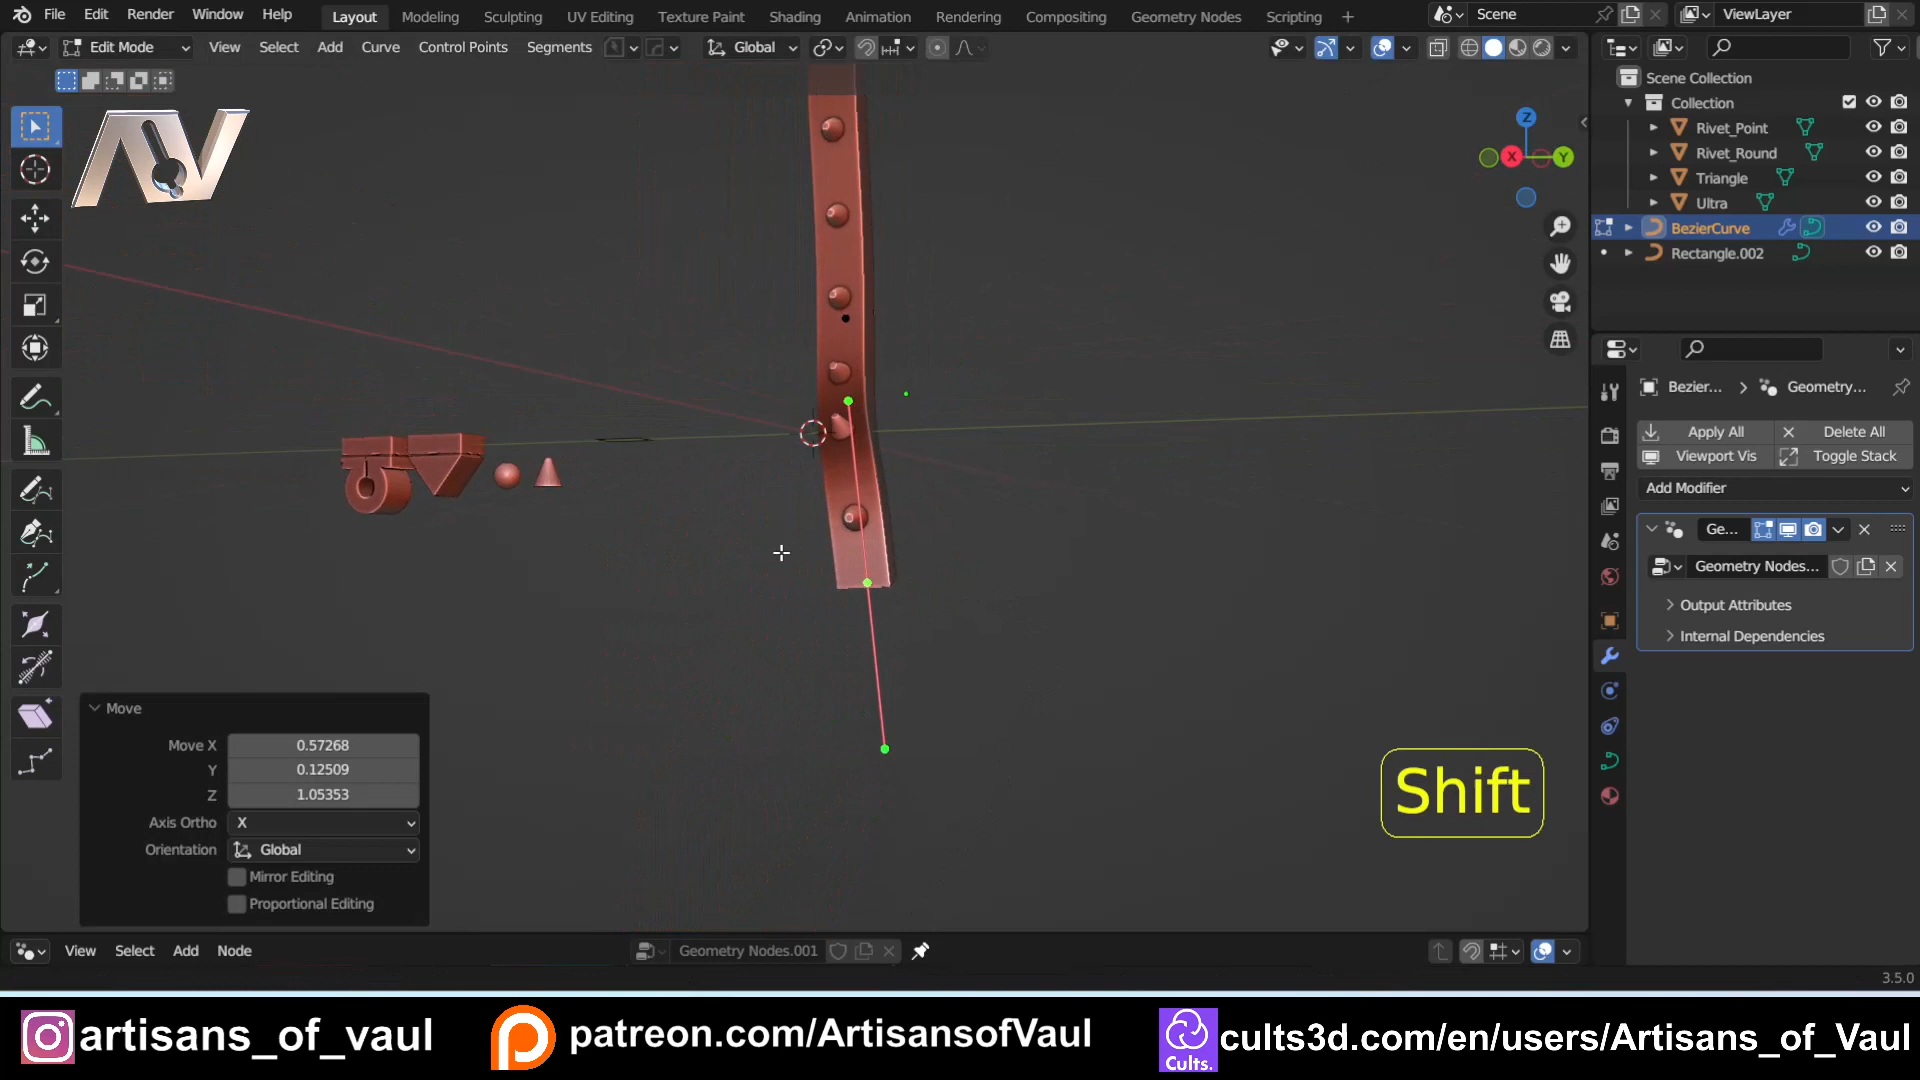 File Edit Render Window Help Layout Modeling Sculpting UV Editing Texture Paint Shading Animation Rendering Compositing Geometry Nodes Scripting + Scene ViewLayer
Edit Mode View Select Add Curve Control Points Segments Global
Scene Collection
Collection
Rivet_Point
Rivet_Round
Triangle
Ultra
BezierCurve
Rectangle.002
AV
Z
X
Y
Bezier... > Geometry...
Apply All Delete All
Viewport Vis Toggle Stack
Add Modifier
Ge...
Geometry Nodes...
Output Attributes
Internal Dependencies
Move
Move X 0.57268
Y 0.12509
Z 1.05353
Axis Ortho X
Orientation Global
Mirror Editing
Proportional Editing
Shift
View Select Add Node Geometry Nodes.001
3.5.0
artisans_of_vaul patreon.com/ArtisansofVaul Cults. cults3d.com/en/users/Artisans_of_Vaul